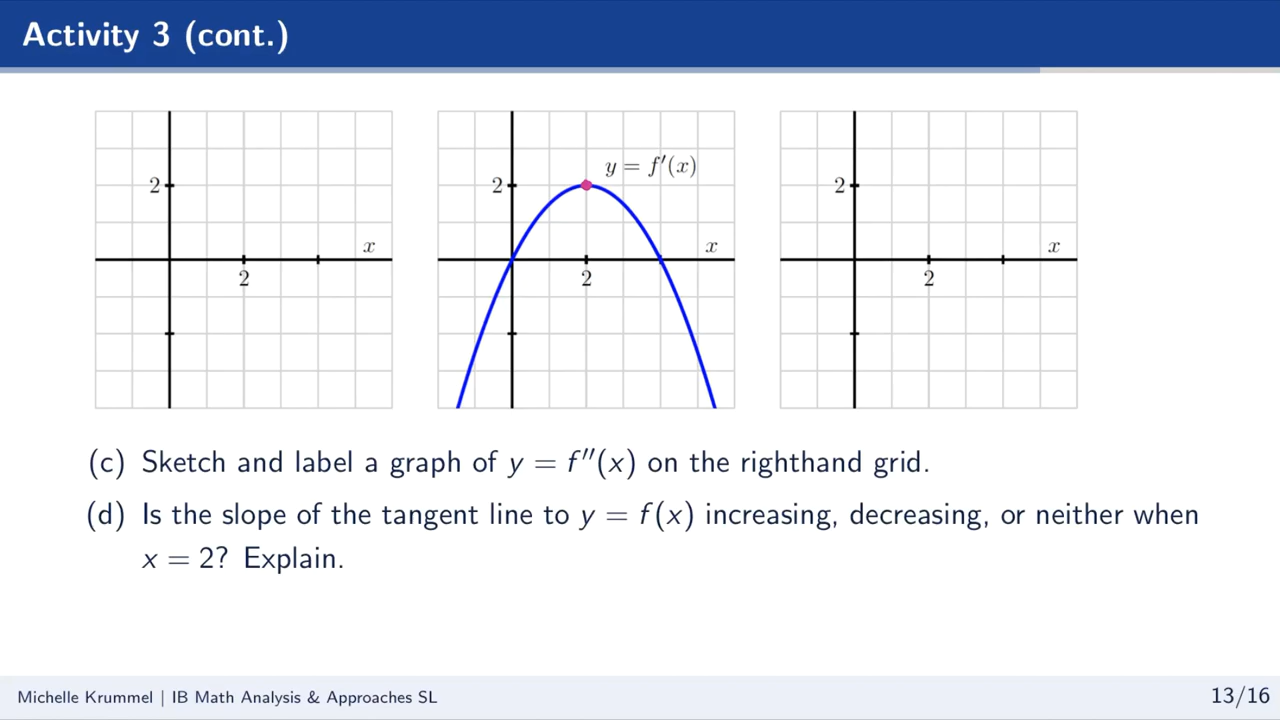 Activity 3 (cont.)
2
x
2
2
y = f′(x)
x
2
2
x
2
(c) Sketch and label a graph of y = f″(x) on the righthand grid.
(d) Is the slope of the tangent line to y = f(x) increasing, decreasing, or neither when
x = 2? Explain.
Michelle Krummel | IB Math Analysis & Approaches SL
13/16